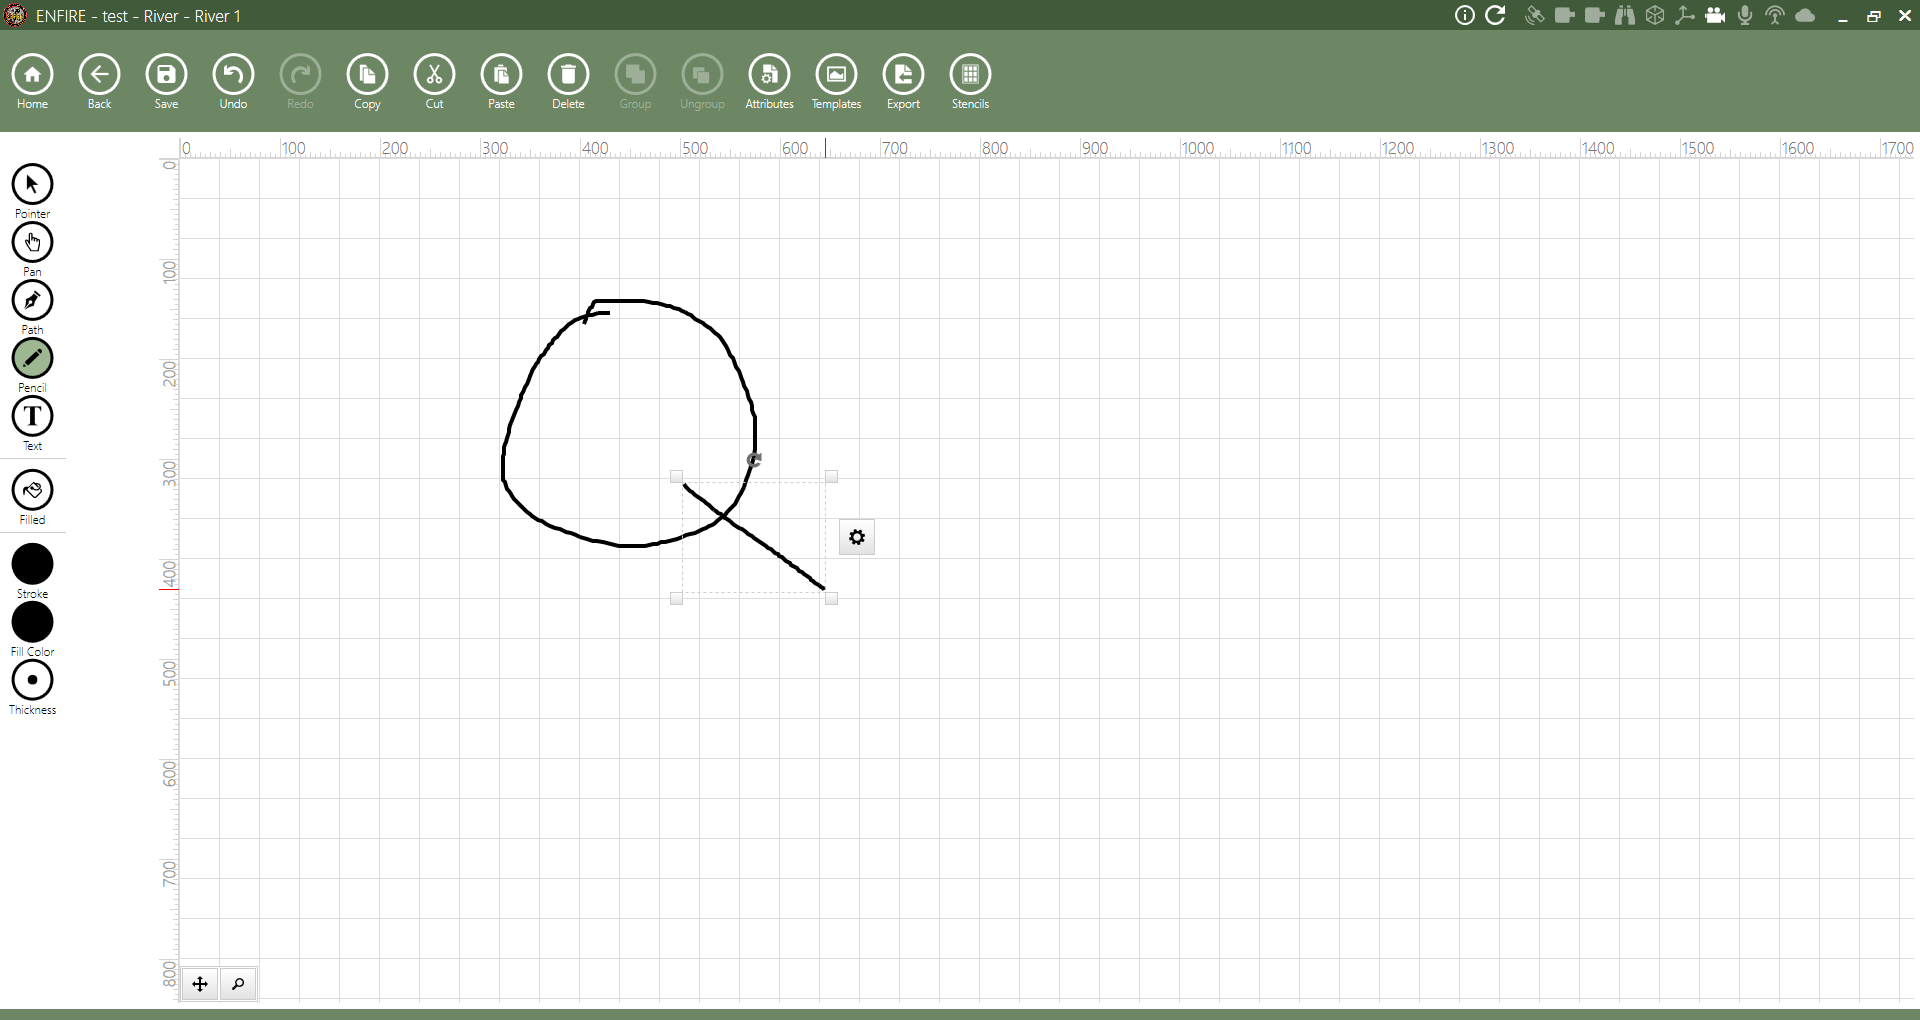 ENFIRE - test - River - River 1
Home Back Save Undo Redo Copy Cut Paste Delete Group Ungroup Attributes Templates Export Stencils
0 100 200 300 400 500 600 700 800 900 1000 1100 1200 1300 1400 1500 1600 1700
0
100
200
300
400
500
600
700
800
Pointer
Pan
Path
Pencil
T
Text
Filled
Stroke
Fill Color
Thickness